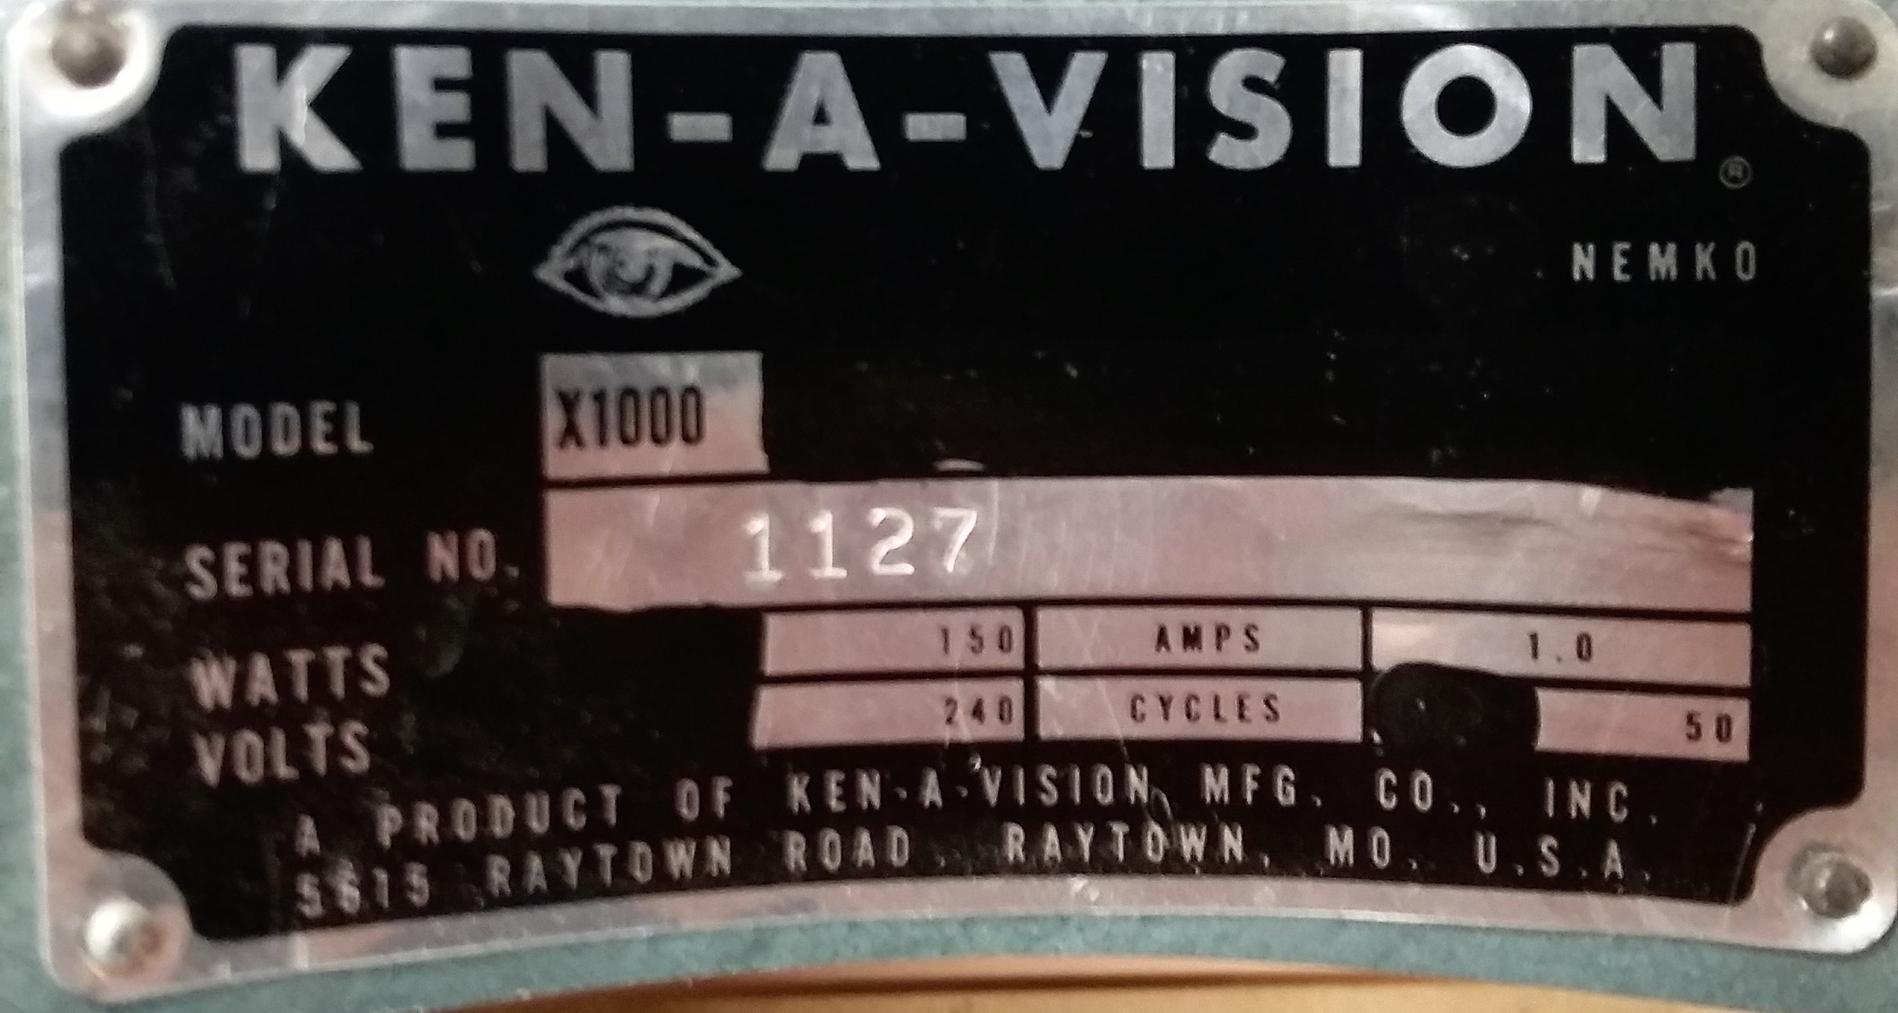 KEN-A-VISION®
NEMKO
MODEL X1000
SERIAL NO. 1127
WATTS 150 AMPS 1.0
VOLTS 240 CYCLES 50
A PRODUCT OF KEN-A-VISION MFG. CO., INC.
5615 RAYTOWN ROAD, RAYTOWN, MO. U.S.A.